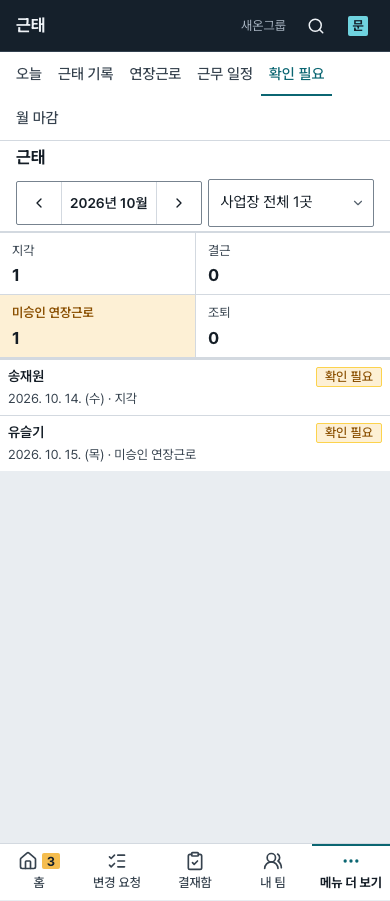 근태
새온그룹
문
오늘 근태 기록 연장근로 근무 일정 확인 필요
월 마감
근태
2026년 10월
사업장 전체 1곳
지각
1
결근
0
미승인 연장근로
1
조퇴
0
송재원
확인 필요
2026. 10. 14. (수) · 지각
유슬기
확인 필요
2026. 10. 15. (목) · 미승인 연장근로
3
홈
변경 요청
결재함
내 팀
메뉴 더 보기